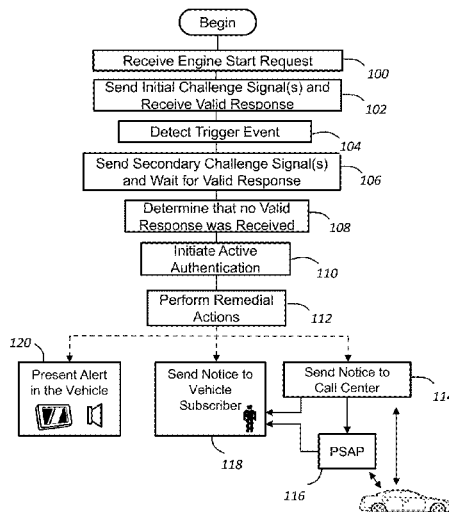 Begin
Receive Engine Start Request
100
Send Initial Challenge Signal(s) and
Receive Valid Response
102
Detect Trigger Event
104
Send Secondary Challenge Signal(s)
and Wait for Valid Response
106
Determine that no Valid
Response was Received
108
Initiate Active
Authentication
110
Perform Remedial
Actions
112
120
Present Alert
in the Vehicle
Send Notice to
Vehicle
Subscriber
118
Send Notice to
Call Center
114
PSAP
116